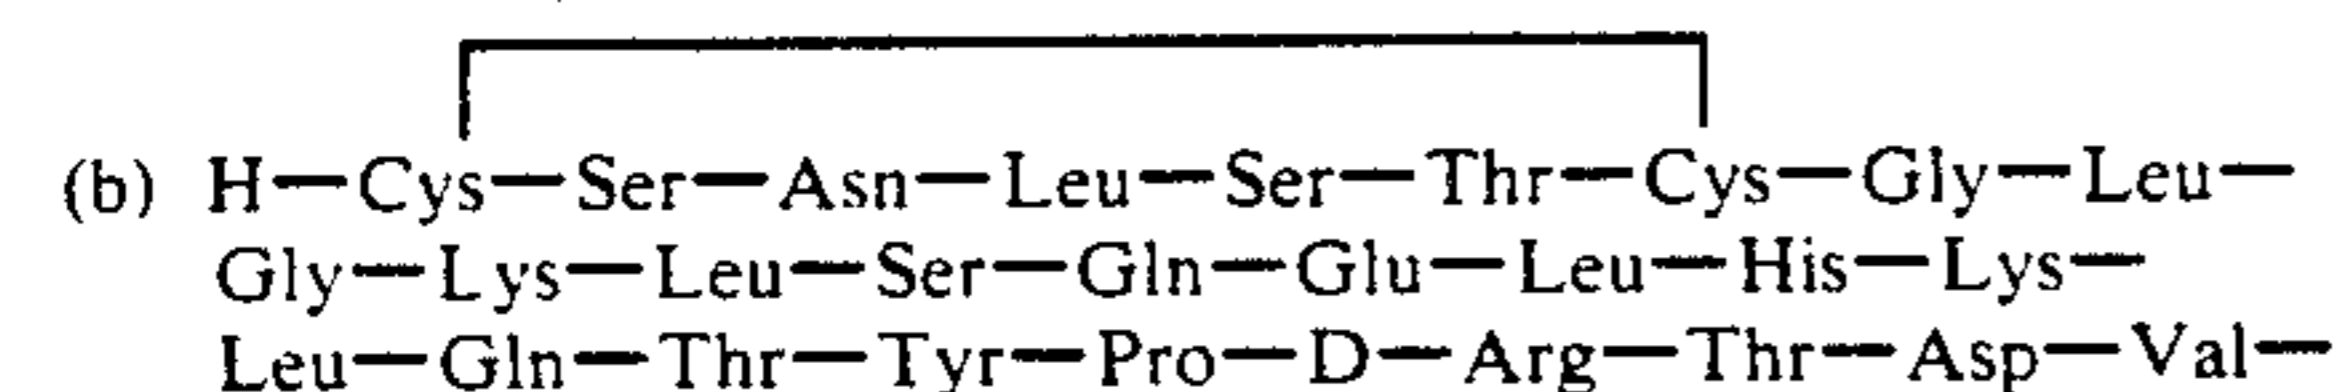 (b) H—Cys—Ser—Asn—Leu—Ser—Thr—Cys—Gly—Leu—
Gly—Lys—Leu—Ser—Gln—Glu—Leu—His—Lys—
Leu—Gln—Thr—Tyr—Pro—D—Arg—Thr—Asp—Val—